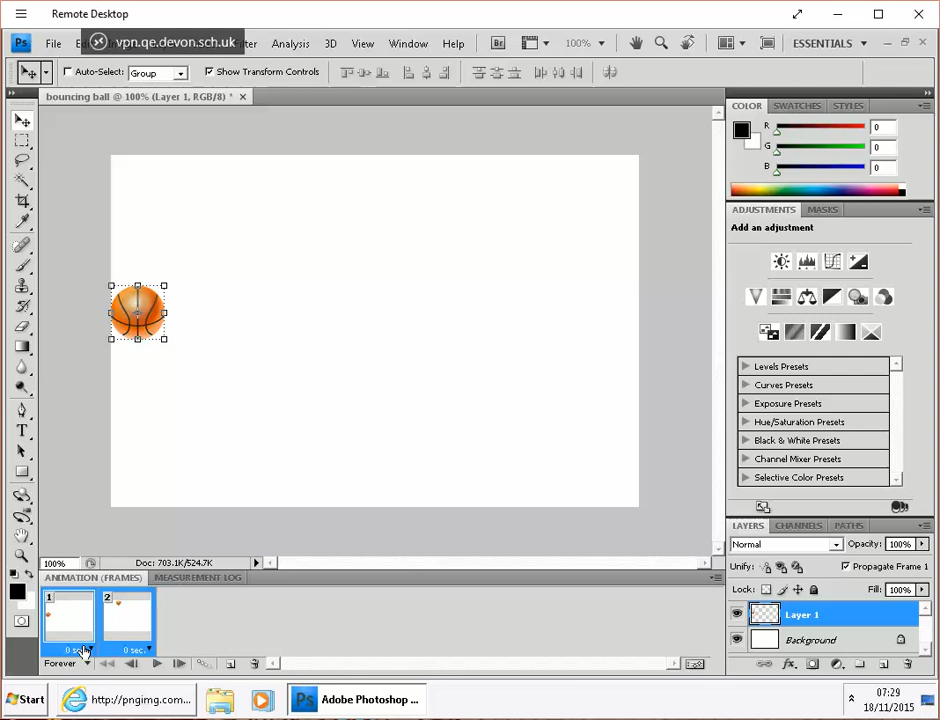 Remote Desktop
vpn.qe.devon.sch.uk
Ps File Filter Analysis 3D View Window Help Br 100% ESSENTIALS
Auto-Select: Group Show Transform Controls
bouncing ball @ 100% (Layer 1, RGB/8) *
COLOR SWATCHES STYLES
R 0
G 0
B 0
ADJUSTMENTS MASKS
Add an adjustment
Levels Presets
Curves Presets
Exposure Presets
Hue/Saturation Presets
Black & White Presets
Channel Mixer Presets
Selective Color Presets
LAYERS CHANNELS PATHS
Normal Opacity: 100%
Unify: Propagate Frame 1
Lock: Fill: 100%
Layer 1
Background
100% Doc: 703.1K/524.7K
ANIMATION (FRAMES) MEASUREMENT LOG
1 2
0 sec. 0 sec.
Forever
Start http://pngimg.com... Ps Adobe Photoshop ... 07:29
18/11/2015